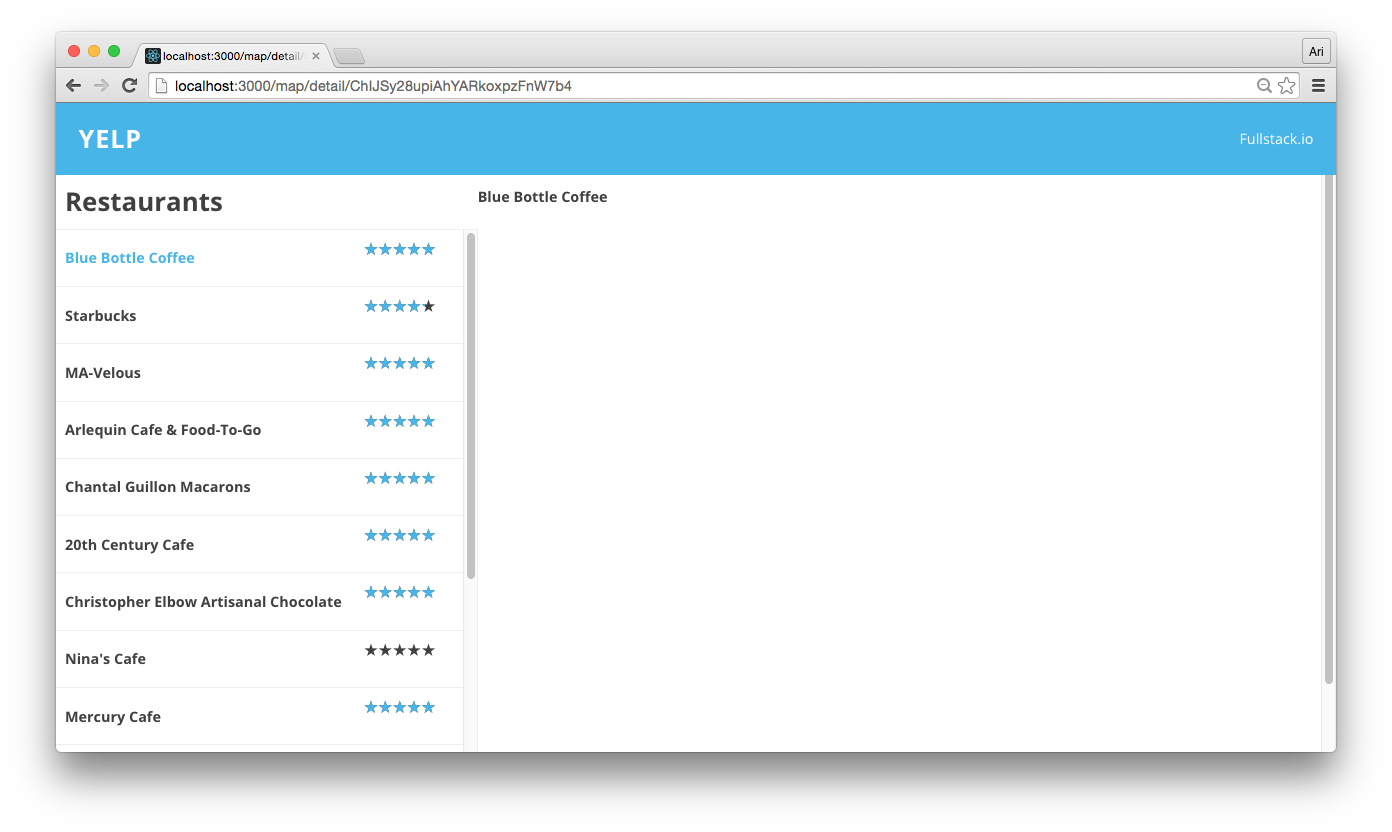 localhost:3000/map/detail/
Ari
localhost:3000/map/detail/ChIJSy28upiAhYARkoxpzFnW7b4
YELP
Fullstack.io
Restaurants
Blue Bottle Coffee
Blue Bottle Coffee
Starbucks
MA-Velous
Arlequin Cafe & Food-To-Go
Chantal Guillon Macarons
20th Century Cafe
Christopher Elbow Artisanal Chocolate
Nina's Cafe
Mercury Cafe